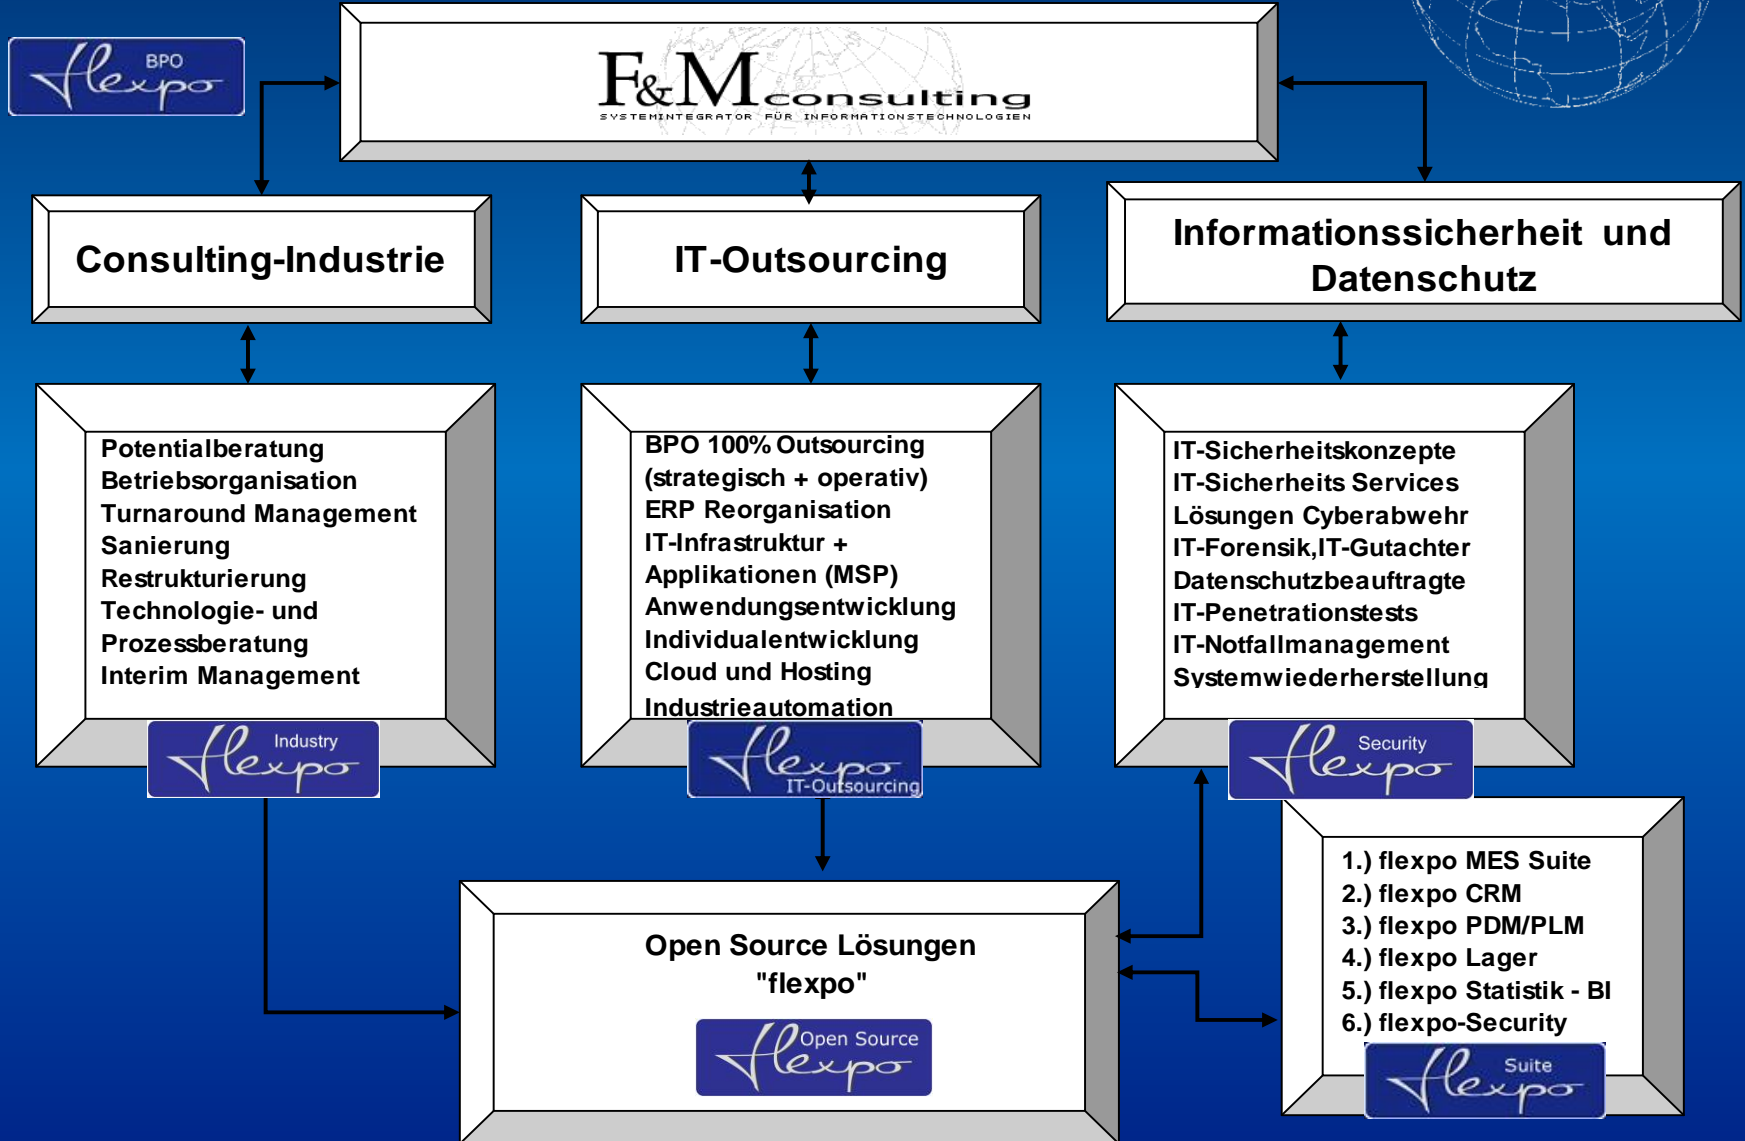 BPO
flexpo
F&M consulting
SYSTEMINTEGRATOR FÜR INFORMATIONSTECHNOLOGIEN
Consulting-Industrie
IT-Outsourcing
Informationssicherheit und
Datenschutz
Potentialberatung
Betriebsorganisation
Turnaround Management
Sanierung
Restrukturierung
Technologie- und
Prozessberatung
Interim Management
Industry
flexpo
BPO 100% Outsourcing
(strategisch + operativ)
ERP Reorganisation
IT-Infrastruktur +
Applikationen (MSP)
Anwendungsentwicklung
Individualentwicklung
Cloud und Hosting
Industrieautomation
flexpo
IT-Outsourcing
IT-Sicherheitskonzepte
IT-Sicherheits Services
Lösungen Cyberabwehr
IT-Forensik,IT-Gutachter
Datenschutzbeauftragte
IT-Penetrationstests
IT-Notfallmanagement
Systemwiederherstellung
Security
flexpo
Open Source Lösungen
"flexpo"
Open Source
flexpo
1.) flexpo MES Suite
2.) flexpo CRM
3.) flexpo PDM/PLM
4.) flexpo Lager
5.) flexpo Statistik - BI
6.) flexpo-Security
Suite
flexpo